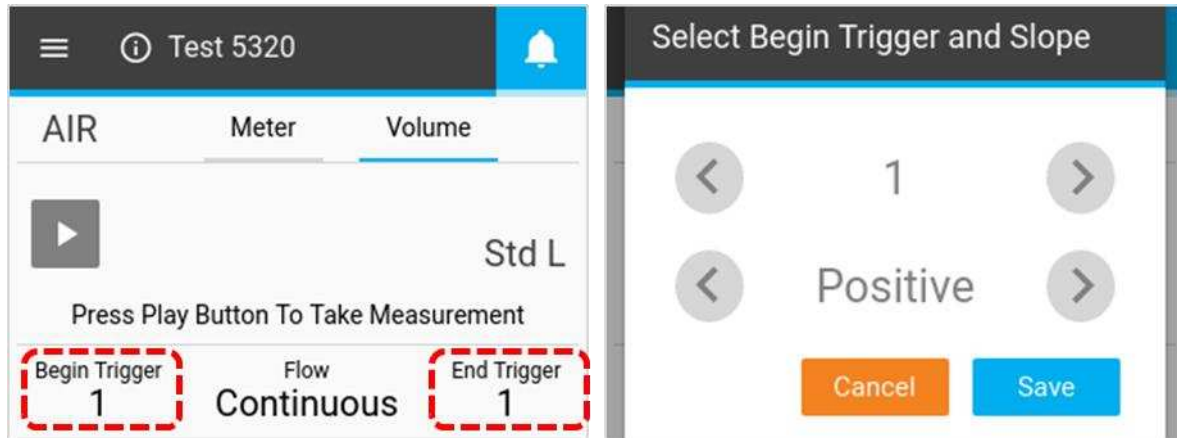 Test 5320
AIR Meter Volume
Std L
Press Play Button To Take Measurement
Begin Trigger Flow End Trigger
1 Continuous 1
Select Begin Trigger and Slope
1
Positive
Cancel Save